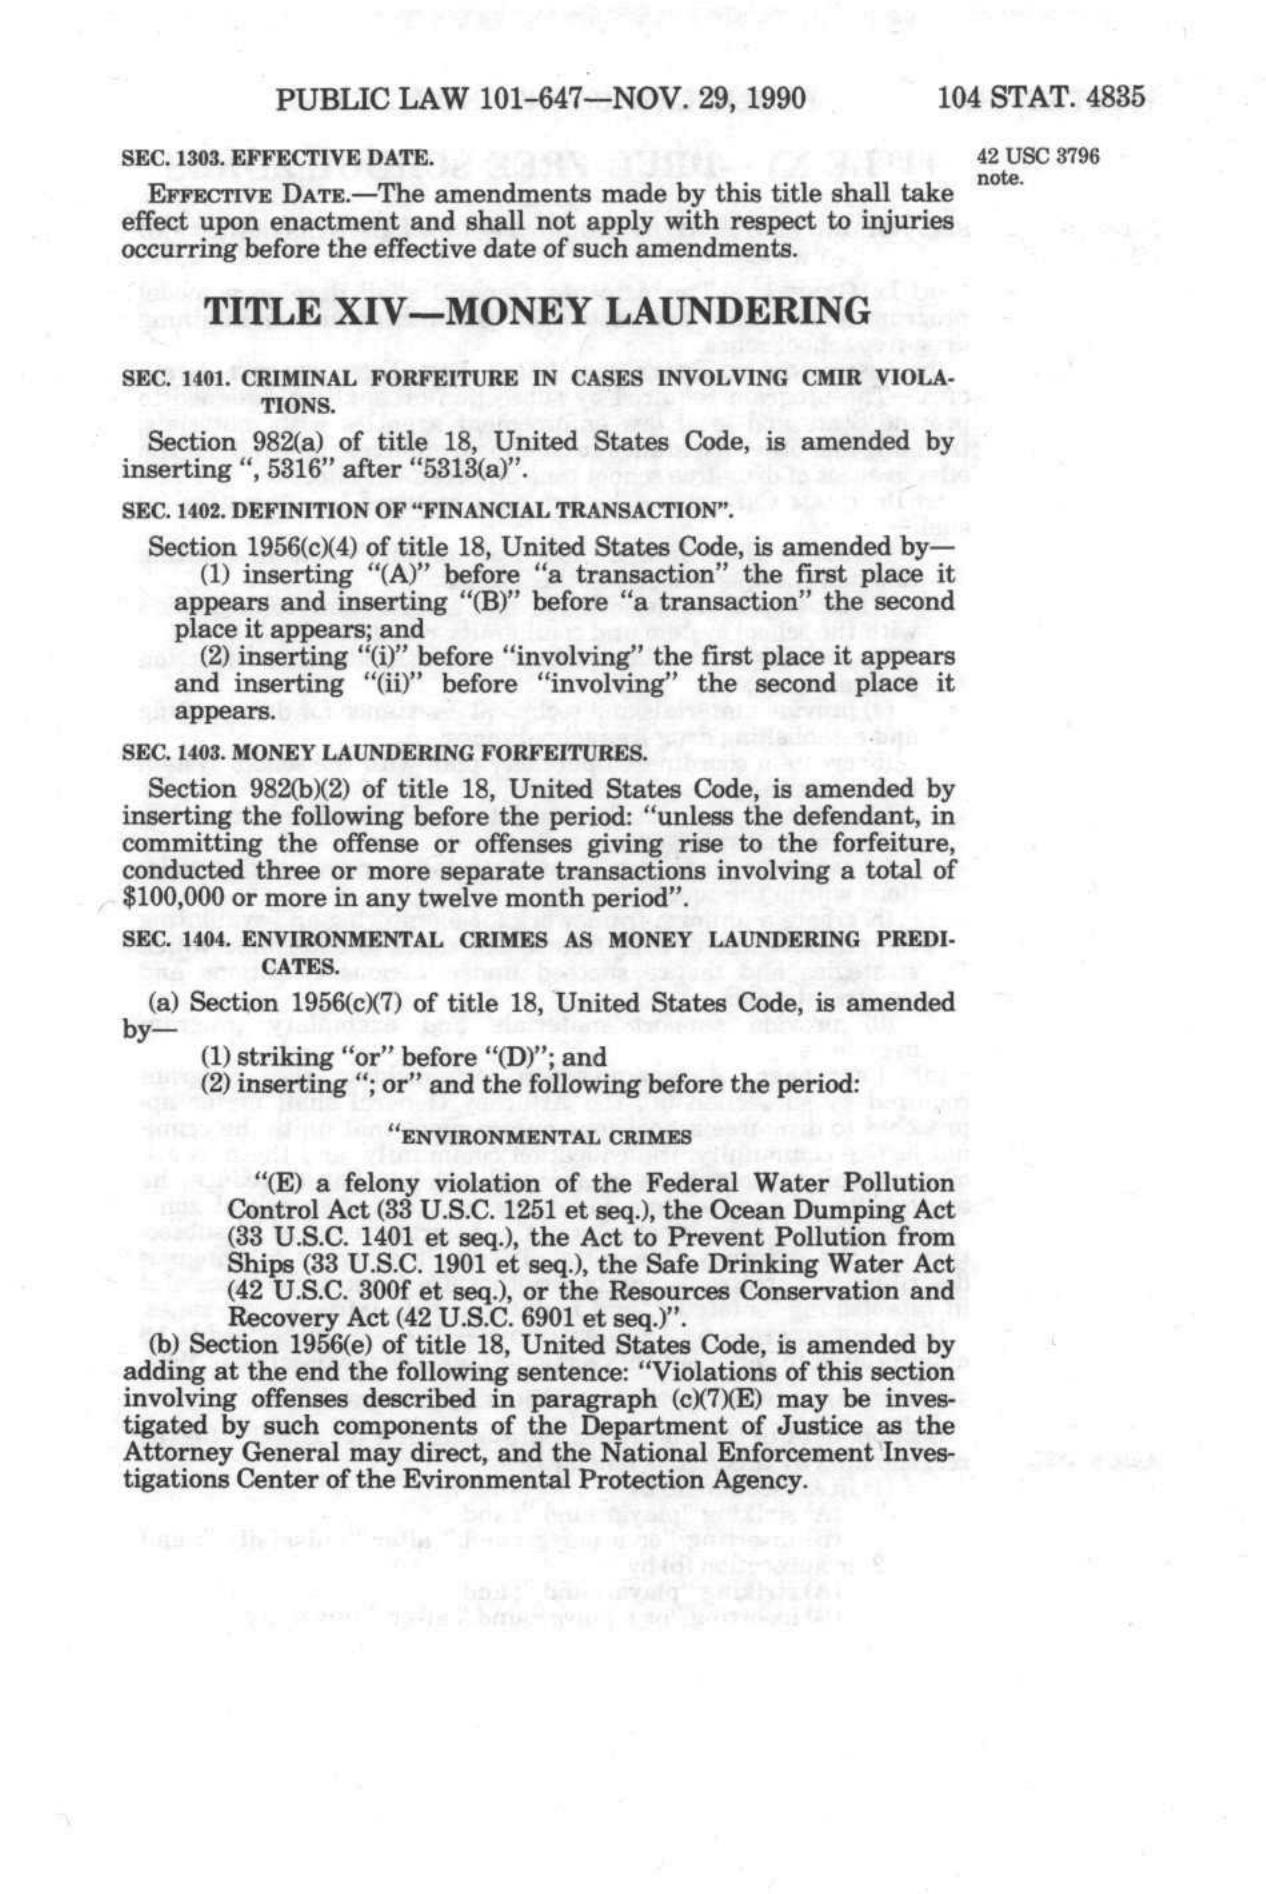 PUBLIC LAW 101–647—NOV. 29, 1990 104 STAT. 4835
SEC. 1303. EFFECTIVE DATE.
42 USC 3796
note.
EFFECTIVE DATE.—The amendments made by this title shall take
effect upon enactment and shall not apply with respect to injuries
occurring before the effective date of such amendments.
TITLE XIV—MONEY LAUNDERING
SEC. 1401. CRIMINAL FORFEITURE IN CASES INVOLVING CMIR VIOLA-
TIONS.
Section 982(a) of title 18, United States Code, is amended by
inserting “, 5316” after “5313(a)”.
SEC. 1402. DEFINITION OF “FINANCIAL TRANSACTION”.
Section 1956(c)(4) of title 18, United States Code, is amended by—
(1) inserting “(A)” before “a transaction” the first place it
appears and inserting “(B)” before “a transaction” the second
place it appears; and
(2) inserting “(i)” before “involving” the first place it appears
and inserting “(ii)” before “involving” the second place it
appears.
SEC. 1403. MONEY LAUNDERING FORFEITURES.
Section 982(b)(2) of title 18, United States Code, is amended by
inserting the following before the period: “unless the defendant, in
committing the offense or offenses giving rise to the forfeiture,
conducted three or more separate transactions involving a total of
$100,000 or more in any twelve month period”.
SEC. 1404. ENVIRONMENTAL CRIMES AS MONEY LAUNDERING PREDI-
CATES.
(a) Section 1956(c)(7) of title 18, United States Code, is amended
by—
(1) striking “or” before “(D)”; and
(2) inserting “; or” and the following before the period:
“ENVIRONMENTAL CRIMES
“(E) a felony violation of the Federal Water Pollution
Control Act (33 U.S.C. 1251 et seq.), the Ocean Dumping Act
(33 U.S.C. 1401 et seq.), the Act to Prevent Pollution from
Ships (33 U.S.C. 1901 et seq.), the Safe Drinking Water Act
(42 U.S.C. 300f et seq.), or the Resources Conservation and
Recovery Act (42 U.S.C. 6901 et seq.)”.
(b) Section 1956(e) of title 18, United States Code, is amended by
adding at the end the following sentence: “Violations of this section
involving offenses described in paragraph (c)(7)(E) may be inves-
tigated by such components of the Department of Justice as the
Attorney General may direct, and the National Enforcement Inves-
tigations Center of the Evironmental Protection Agency.